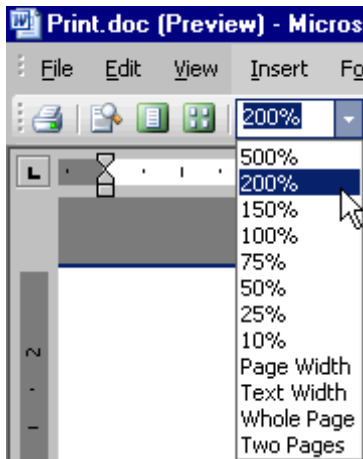 Print.doc (Preview) - Micros
File Edit View Insert Fo
200%
500%
200%
150%
100%
75%
50%
25%
10%
Page Width
Text Width
Whole Page
Two Pages
L
2